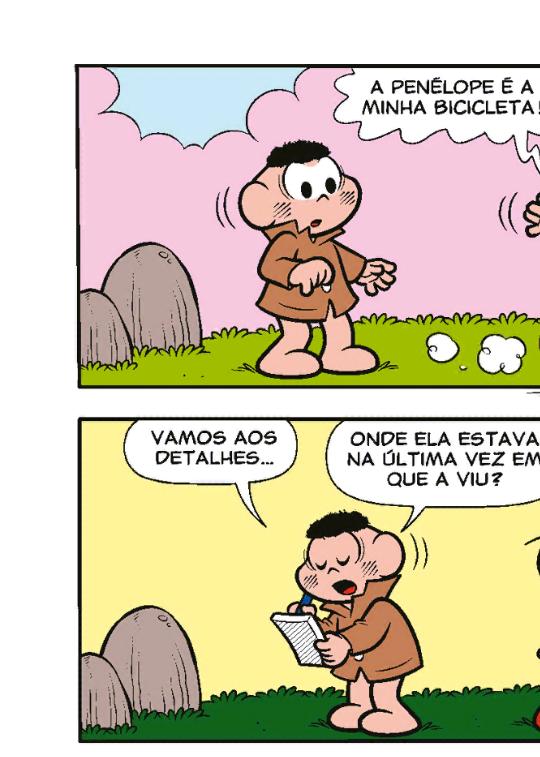 A PENÉLOPE É A
MINHA BICICLETA!
VAMOS AOS
DETALHES...
ONDE ELA ESTAVA
NA ÚLTIMA VEZ EM
QUE A VIU?